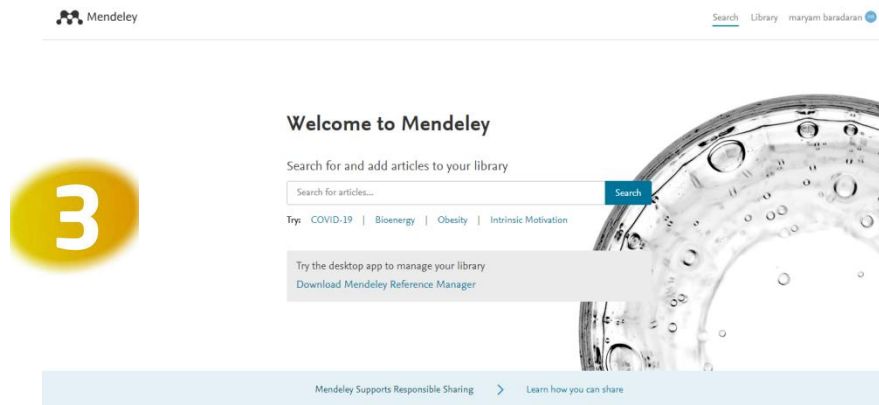 Mendeley
Search Library maryam baradaran
Welcome to Mendeley
Search for and add articles to your library
Search for articles... Search
Try: COVID-19 | Bioenergy | Obesity | Intrinsic Motivation
3
Try the desktop app to manage your library
Download Mendeley Reference Manager
Mendeley Supports Responsible Sharing > Learn how you can share